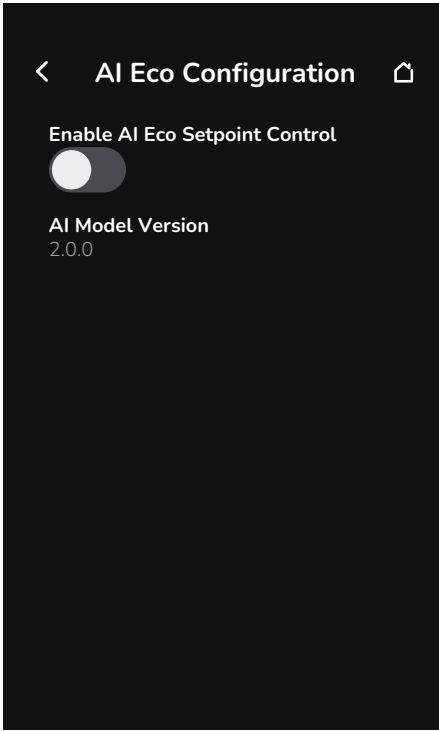 AI Eco Configuration
Enable AI Eco Setpoint Control
AI Model Version
2.0.0